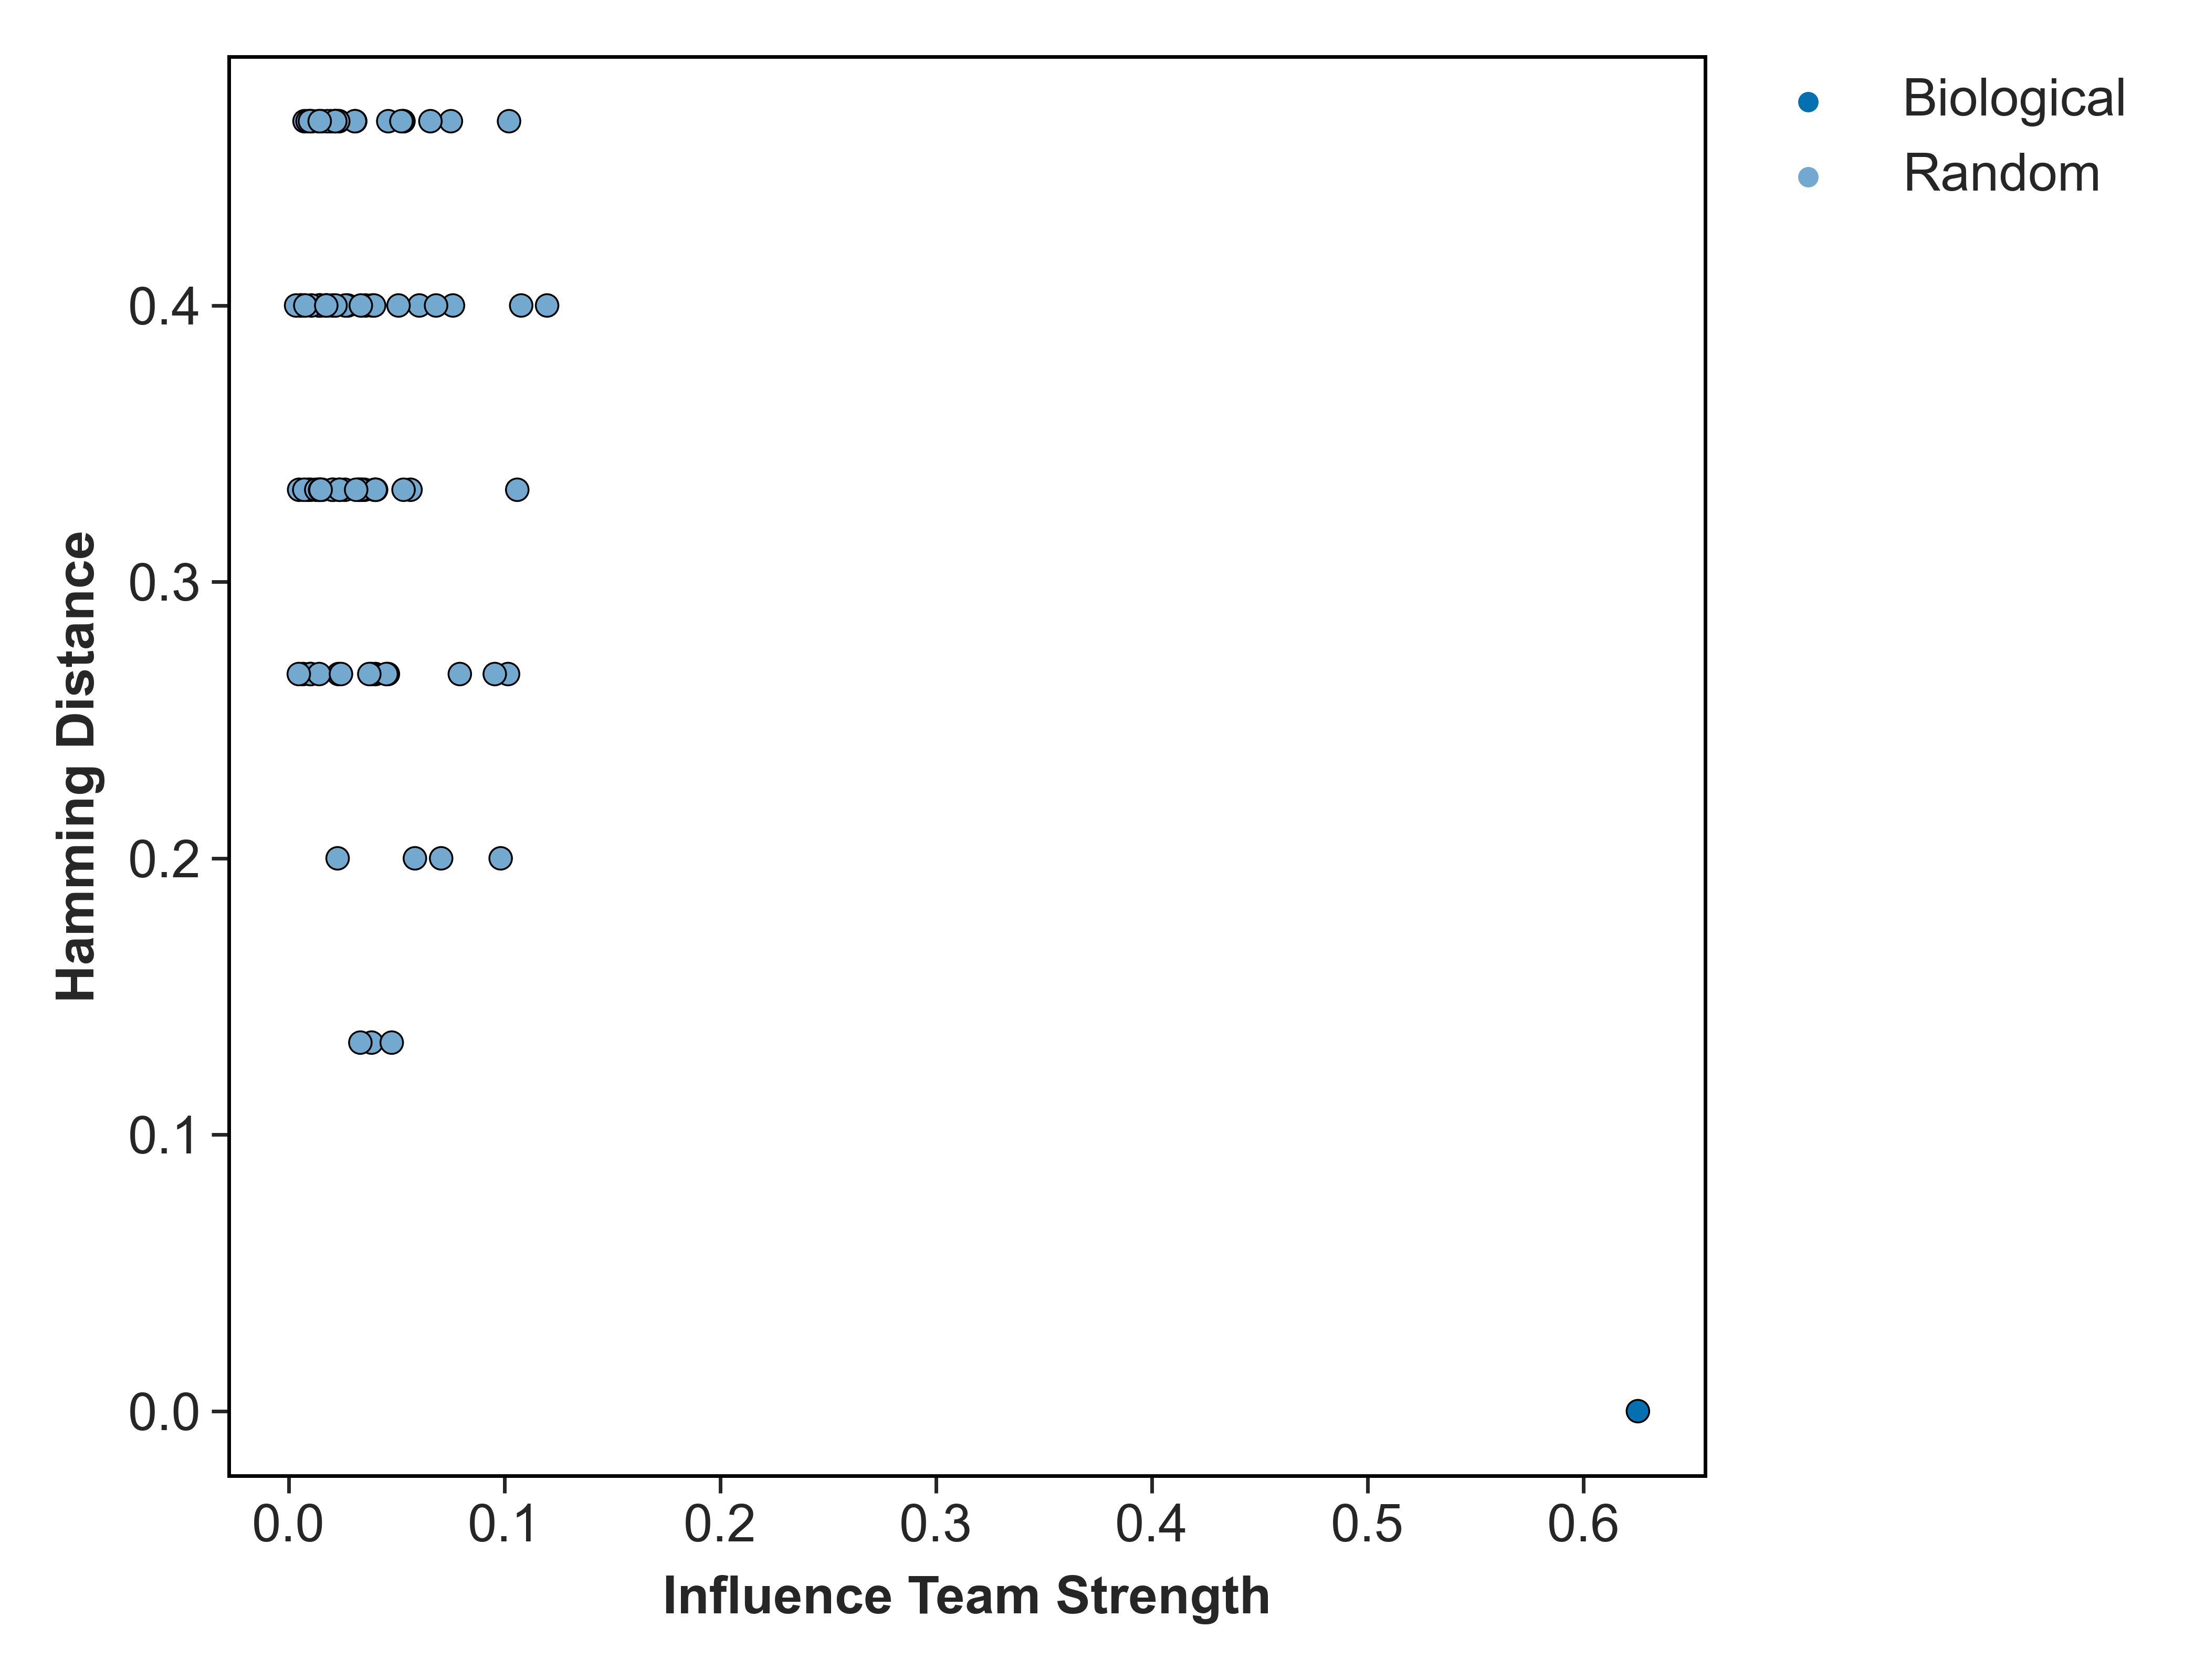 Biological
Random
Hamming Distance
0.4
0.3
0.2
0.1
0.0
0.0 0.1 0.2 0.3 0.4 0.5 0.6
Influence Team Strength